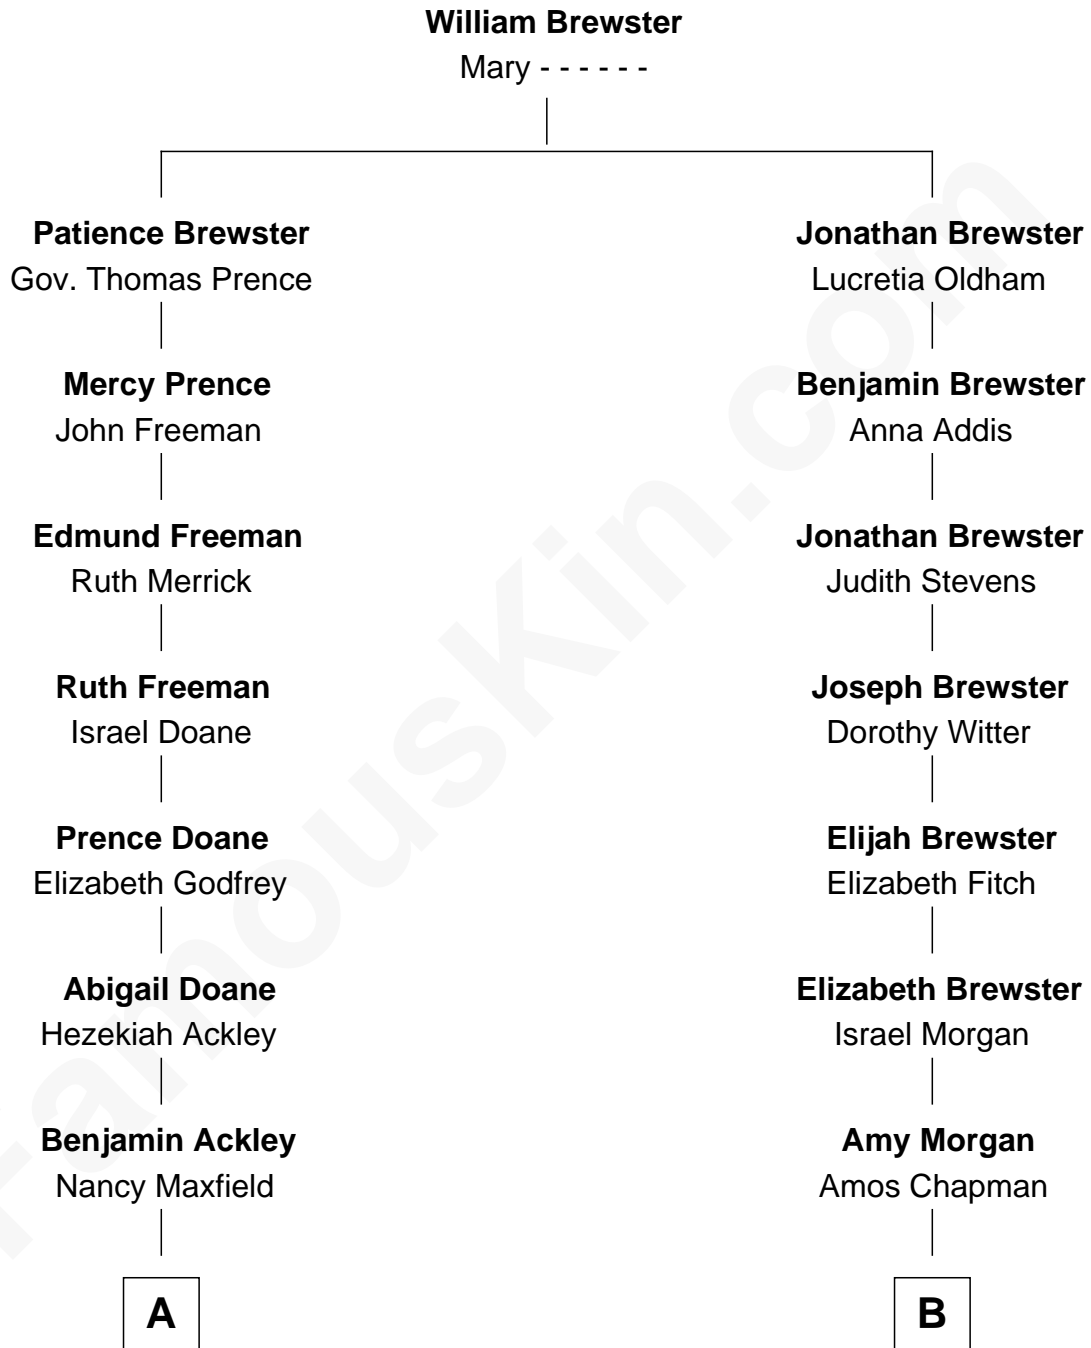 William Brewster
Mary - - - - - -
Patience Brewster
Gov. Thomas Prence
Jonathan Brewster
Lucretia Oldham
Mercy Prence
John Freeman
Benjamin Brewster
Anna Addis
Edmund Freeman
Ruth Merrick
Jonathan Brewster
Judith Stevens
Ruth Freeman
Israel Doane
Joseph Brewster
Dorothy Witter
Prence Doane
Elizabeth Godfrey
Elijah Brewster
Elizabeth Fitch
Abigail Doane
Hezekiah Ackley
Elizabeth Brewster
Israel Morgan
Benjamin Ackley
Nancy Maxfield
Amy Morgan
Amos Chapman
A
B
FamousKin.com